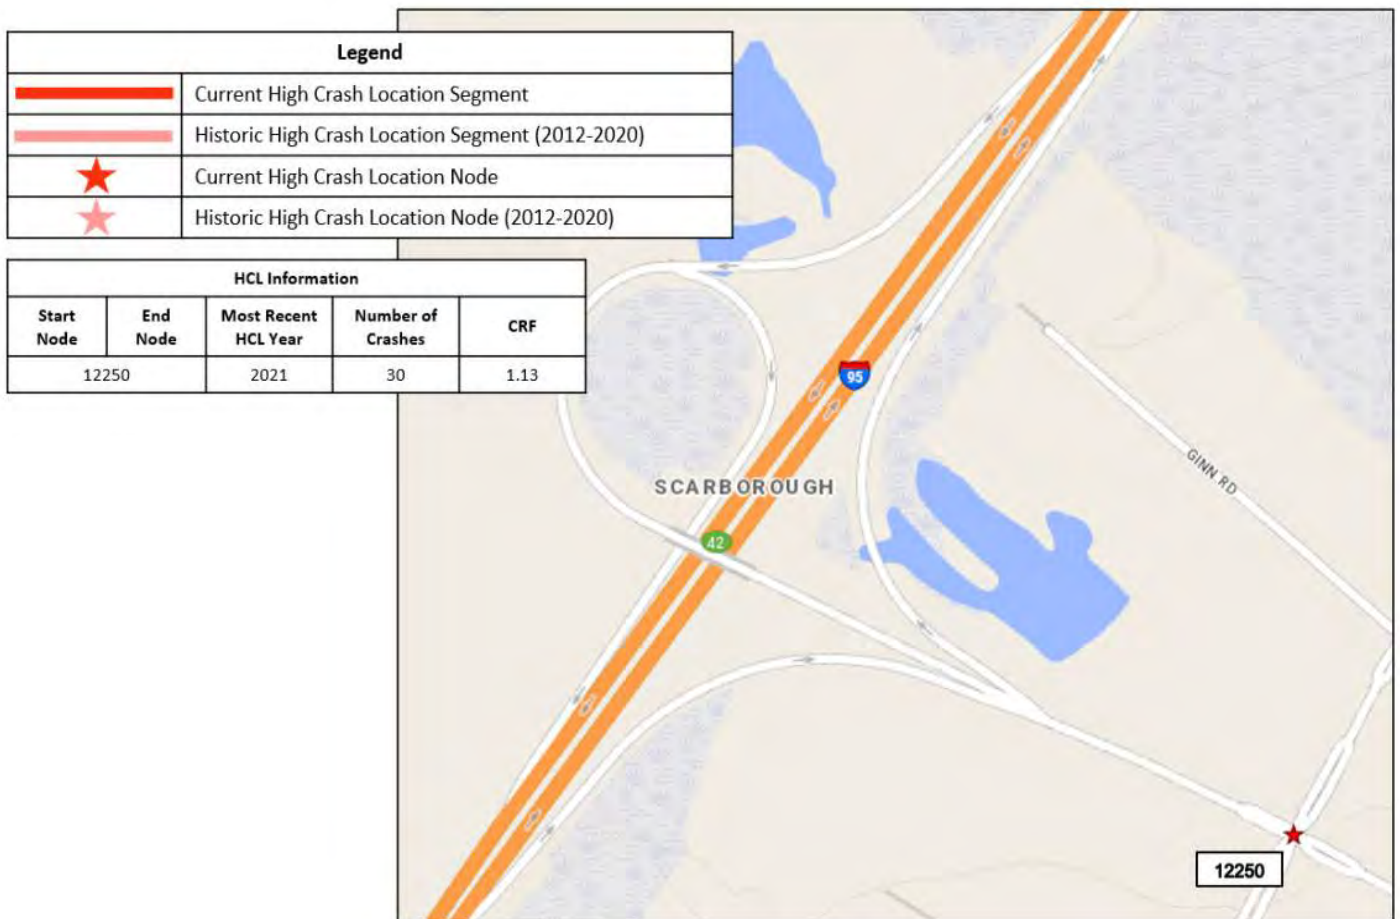 Legend
Current High Crash Location Segment
Historic High Crash Location Segment (2012-2020)
Current High Crash Location Node
Historic High Crash Location Node (2012-2020)
HCL Information
Start Node
End Node
Most Recent HCL Year
Number of Crashes
CRF
12250
2021
30
1.13
95
GINN RD
SCARBOROUGH
42
12250